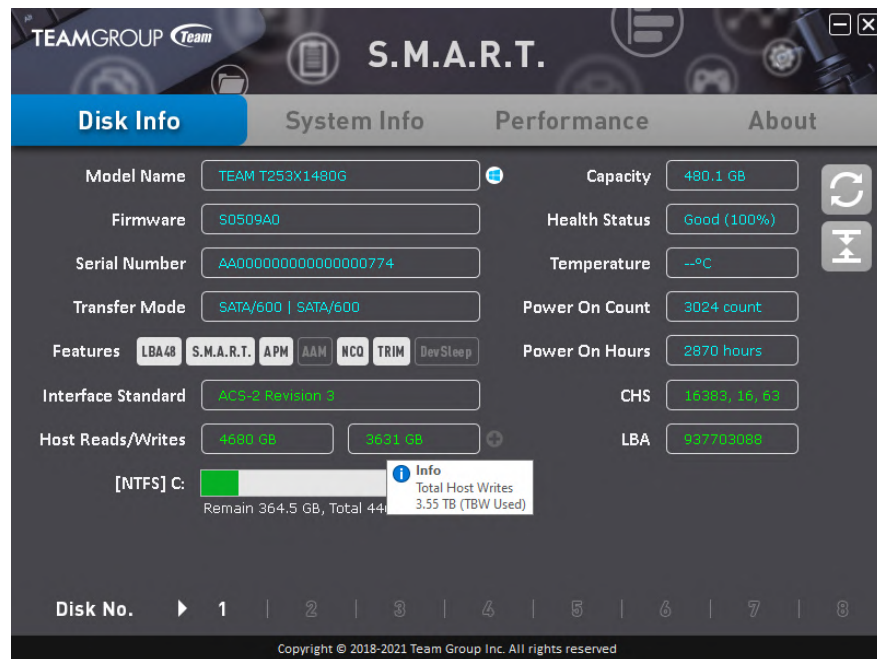 TEAMGROUP Team
S.M.A.R.T.
Disk Info System Info Performance About
Model Name TEAM T253X1480G Capacity 480.1 GB
Firmware S0509A0 Health Status Good (100%)
Serial Number AA000000000000000774 Temperature --°C
Transfer Mode SATA/600 | SATA/600 Power On Count 3024 count
Features LBA48 S.M.A.R.T. APM AAM NCQ TRIM DevSleep Power On Hours 2870 hours
Interface Standard ACS-2 Revision 3 CHS 16383, 16, 63
Host Reads/Writes 4680 GB 3631 GB LBA 937703088
[NTFS] C:
Info
Total Host Writes
3.55 TB (TBW Used)
Remain 364.5 GB, Total
Disk No. 1 | 2 | 3 | 4 | 5 | 6 | 7 | 8
Copyright © 2018-2021 Team Group Inc. All rights reserved